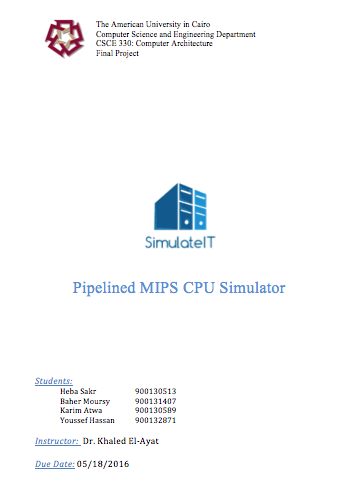 The American University in Cairo
Computer Science and Engineering Department
CSCE 330: Computer Architecture
Final Project
SimulateIT
Pipelined MIPS CPU Simulator
Students:
Heba Sakr 900130513
Baher Moursy 900131407
Karim Atwa 900130589
Youssef Hassan 900132871
Instructor: Dr. Khaled El-Ayat
Due Date: 05/18/2016